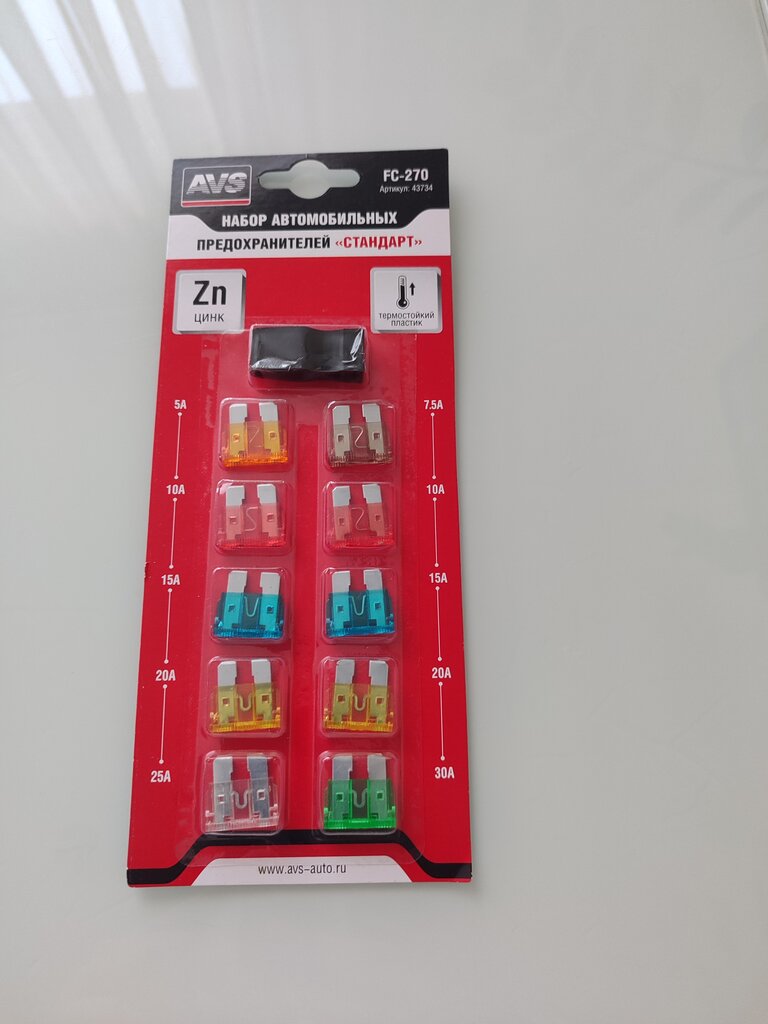 AVS
FC-270
Артикул: 43734
НАБОР АВТОМОБИЛЬНЫХ
ПРЕДОХРАНИТЕЛЕЙ «СТАНДАРТ»
Zn
ЦИНК
термостойкий
пластик
5A
7.5A
10A
10A
15A
15A
20A
20A
25A
30A
www.avs-auto.ru